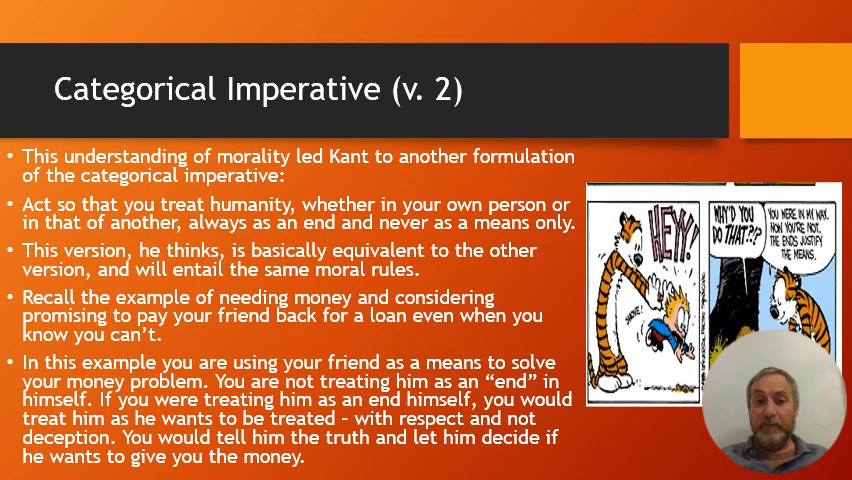 Categorical Imperative (v. 2)
• This understanding of morality led Kant to another formulation
of the categorical imperative:
• Act so that you treat humanity, whether in your own person or
in that of another, always as an end and never as a means only.
• This version, he thinks, is basically equivalent to the other
version, and will entail the same moral rules.
• Recall the example of needing money and considering
promising to pay your friend back for a loan even when you
know you can't.
• In this example you are using your friend as a means to solve
your money problem. You are not treating him as an “end” in
himself. If you were treating him as an end himself, you would
treat him as he wants to be treated – with respect and not
deception. You would tell him the truth and let him decide if
he wants to give you the money.
HEY!
SHOVE!
WHY'D YOU
DO THAT?!?
YOU WERE IN MY WAY.
NOW YOU'RE NOT.
THE ENDS JUSTIFY
THE MEANS.